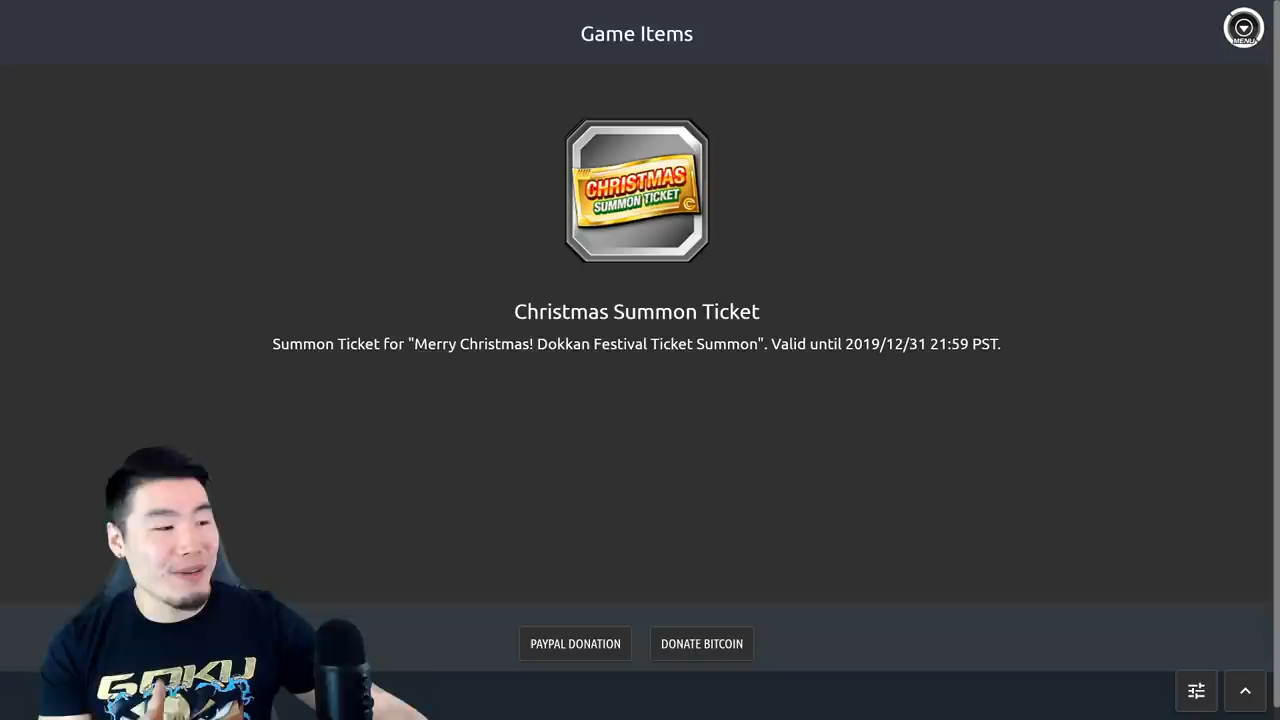 Game Items
MENU
CHRISTMAS
SUMMON TICKET
Christmas Summon Ticket
Summon Ticket for "Merry Christmas! Dokkan Festival Ticket Summon". Valid until 2019/12/31 21:59 PST.
GOKU
PAYPAL DONATION
DONATE BITCOIN